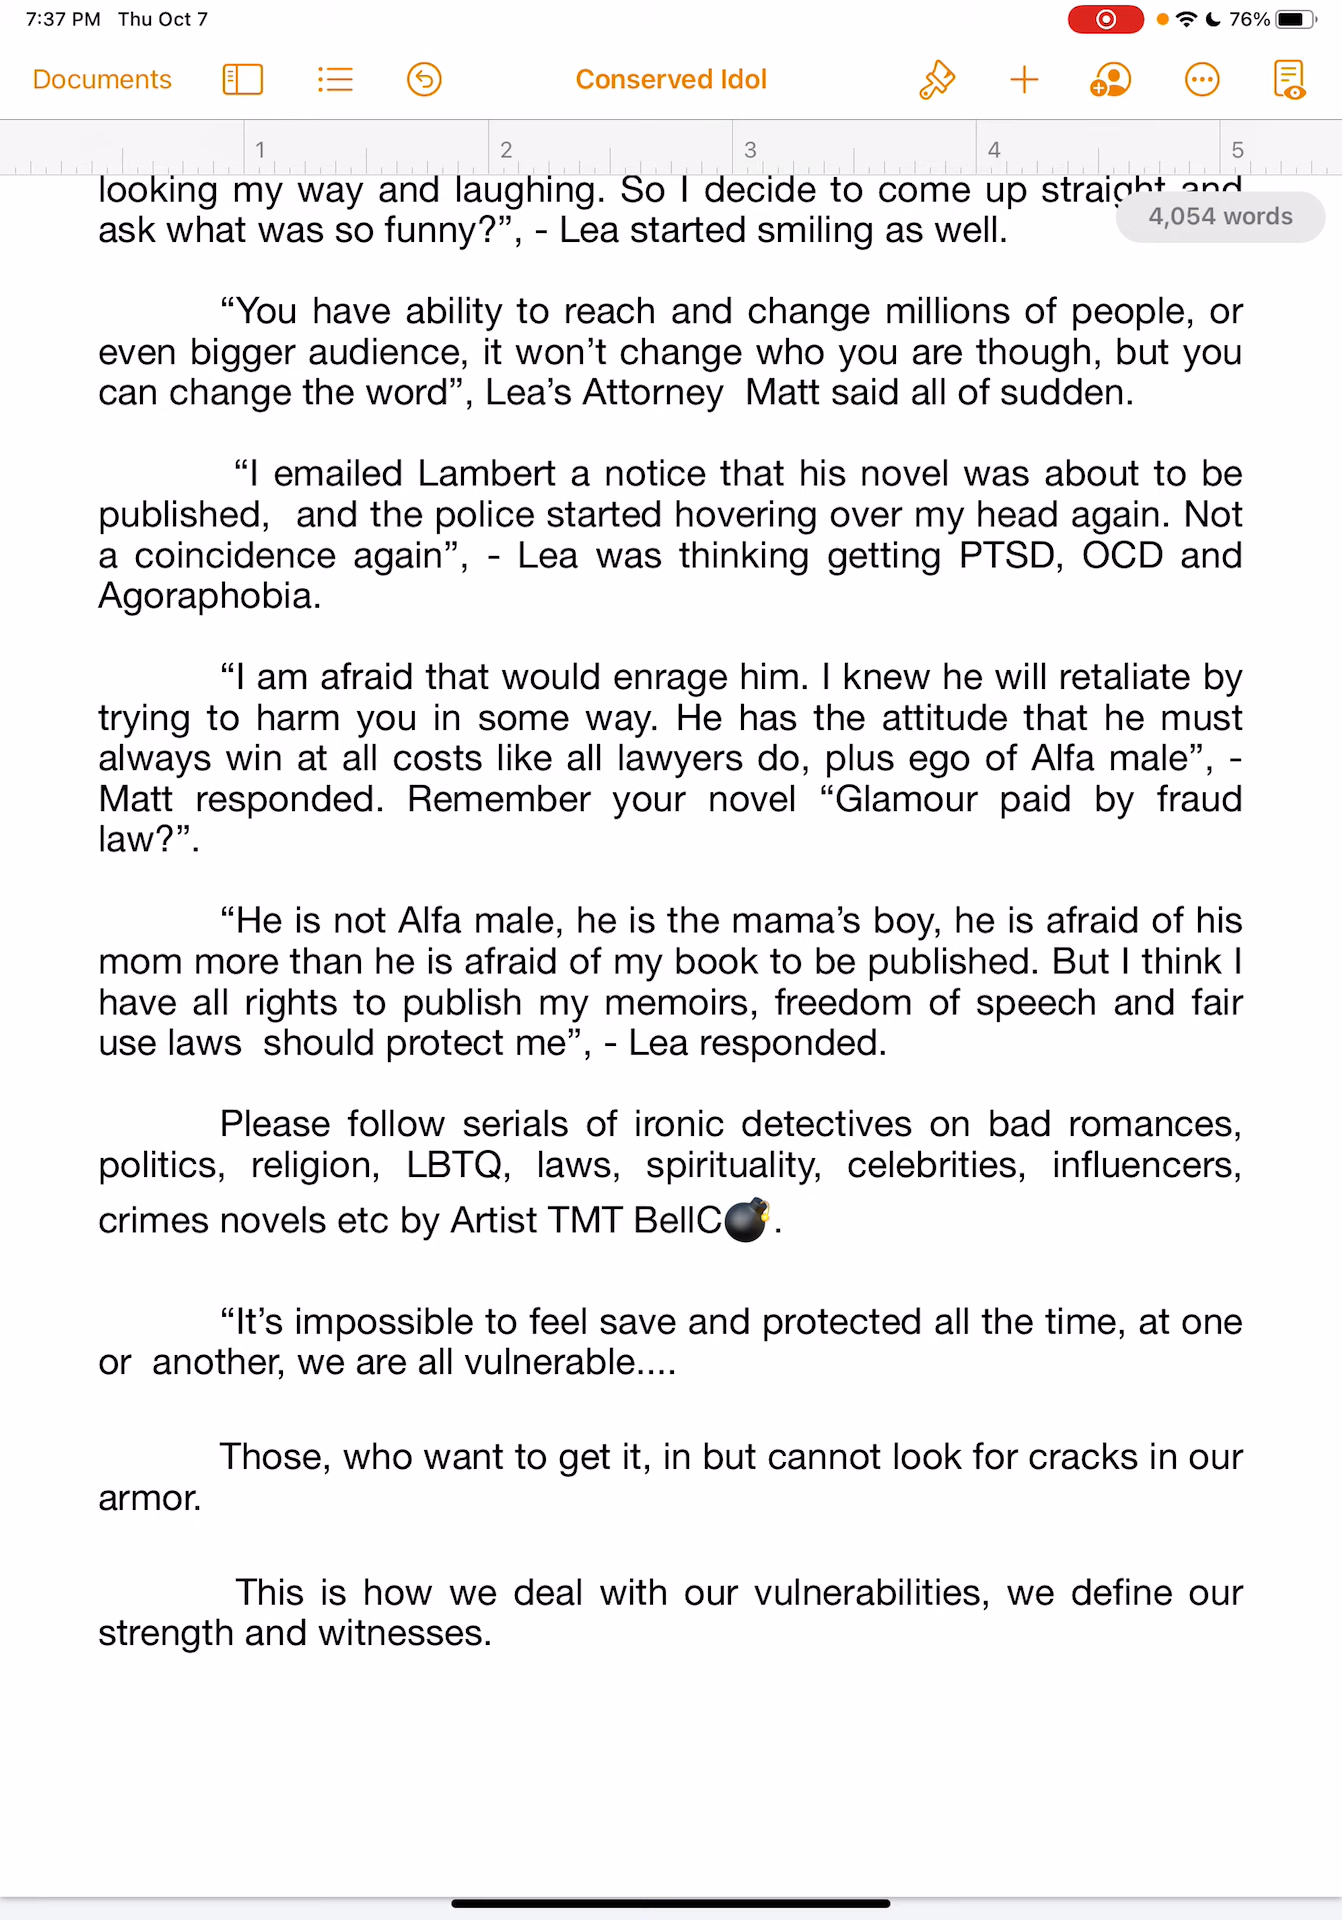 7:37 PM Thu Oct 7
76%
Documents
Conserved Idol
1 2 3 4 5
looking my way and laughing. So I decide to come up straight and
4,054 words
ask what was so funny?”, - Lea started smiling as well.
“You have ability to reach and change millions of people, or
even bigger audience, it won’t change who you are though, but you
can change the word”, Lea’s Attorney  Matt said all of sudden.
“I emailed Lambert a notice that his novel was about to be
published,  and the police started hovering over my head again. Not
a coincidence again”, - Lea was thinking getting PTSD, OCD and
Agoraphobia.
“I am afraid that would enrage him. I knew he will retaliate by
trying to harm you in some way. He has the attitude that he must
always win at all costs like all lawyers do, plus ego of Alfa male”, -
Matt responded. Remember your novel “Glamour paid by fraud
law?”.
“He is not Alfa male, he is the mama’s boy, he is afraid of his
mom more than he is afraid of my book to be published. But I think I
have all rights to publish my memoirs, freedom of speech and fair
use laws  should protect me”, - Lea responded.
Please follow serials of ironic detectives on bad romances,
politics, religion, LBTQ, laws, spirituality, celebrities, influencers,
crimes novels etc by Artist TMT BellC💣.
“It’s impossible to feel save and protected all the time, at one
or  another, we are all vulnerable....
Those, who want to get it, in but cannot look for cracks in our
armor.
This is how we deal with our vulnerabilities, we define our
strength and witnesses.